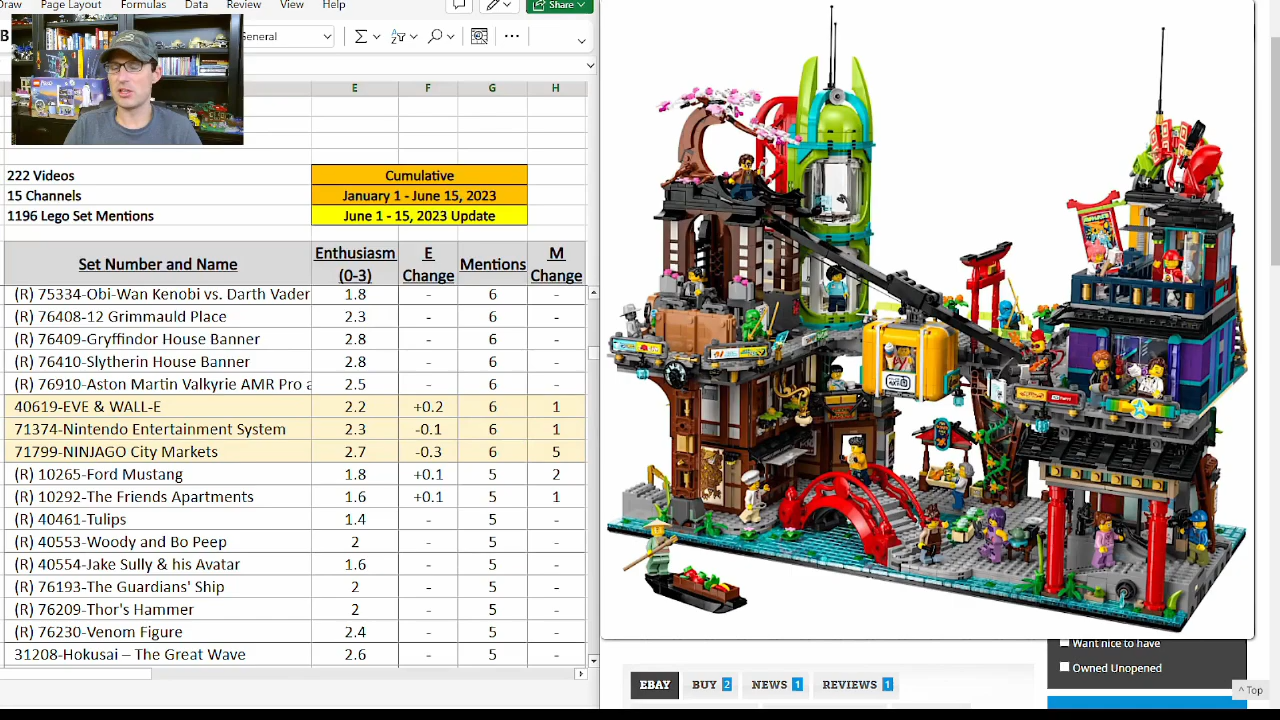 Draw Page Layout Formulas Data Review View Help
Share
B
General
E F G H
222 Videos Cumulative
15 Channels January 1 - June 15, 2023
1196 Lego Set Mentions June 1 - 15, 2023 Update
Set Number and Name Enthusiasm (0-3) E Change Mentions M Change
(R) 75334-Obi-Wan Kenobi vs. Darth Vader 1.8 - 6 -
(R) 76408-12 Grimmauld Place 2.3 - 6 -
(R) 76409-Gryffindor House Banner 2.8 - 6 -
(R) 76410-Slytherin House Banner 2.8 - 6 -
(R) 76910-Aston Martin Valkyrie AMR Pro a 2.5 - 6 -
40619-EVE & WALL-E 2.2 +0.2 6 1
71374-Nintendo Entertainment System 2.3 -0.1 6 1
71799-NINJAGO City Markets 2.7 -0.3 6 5
(R) 10265-Ford Mustang 1.8 +0.1 5 2
(R) 10292-The Friends Apartments 1.6 +0.1 5 1
(R) 40461-Tulips 1.4 - 5 -
(R) 40553-Woody and Bo Peep 2 - 5 -
(R) 40554-Jake Sully & his Avatar 1.6 - 5 -
(R) 76193-The Guardians' Ship 2 - 5 -
(R) 76209-Thor's Hammer 2 - 5 -
(R) 76230-Venom Figure 2.4 - 5 -
31208-Hokusai – The Great Wave 2.6 - 5 -
Want nice to have
Owned Unopened
EBAY BUY 2 NEWS 1 REVIEWS 1
^ Top